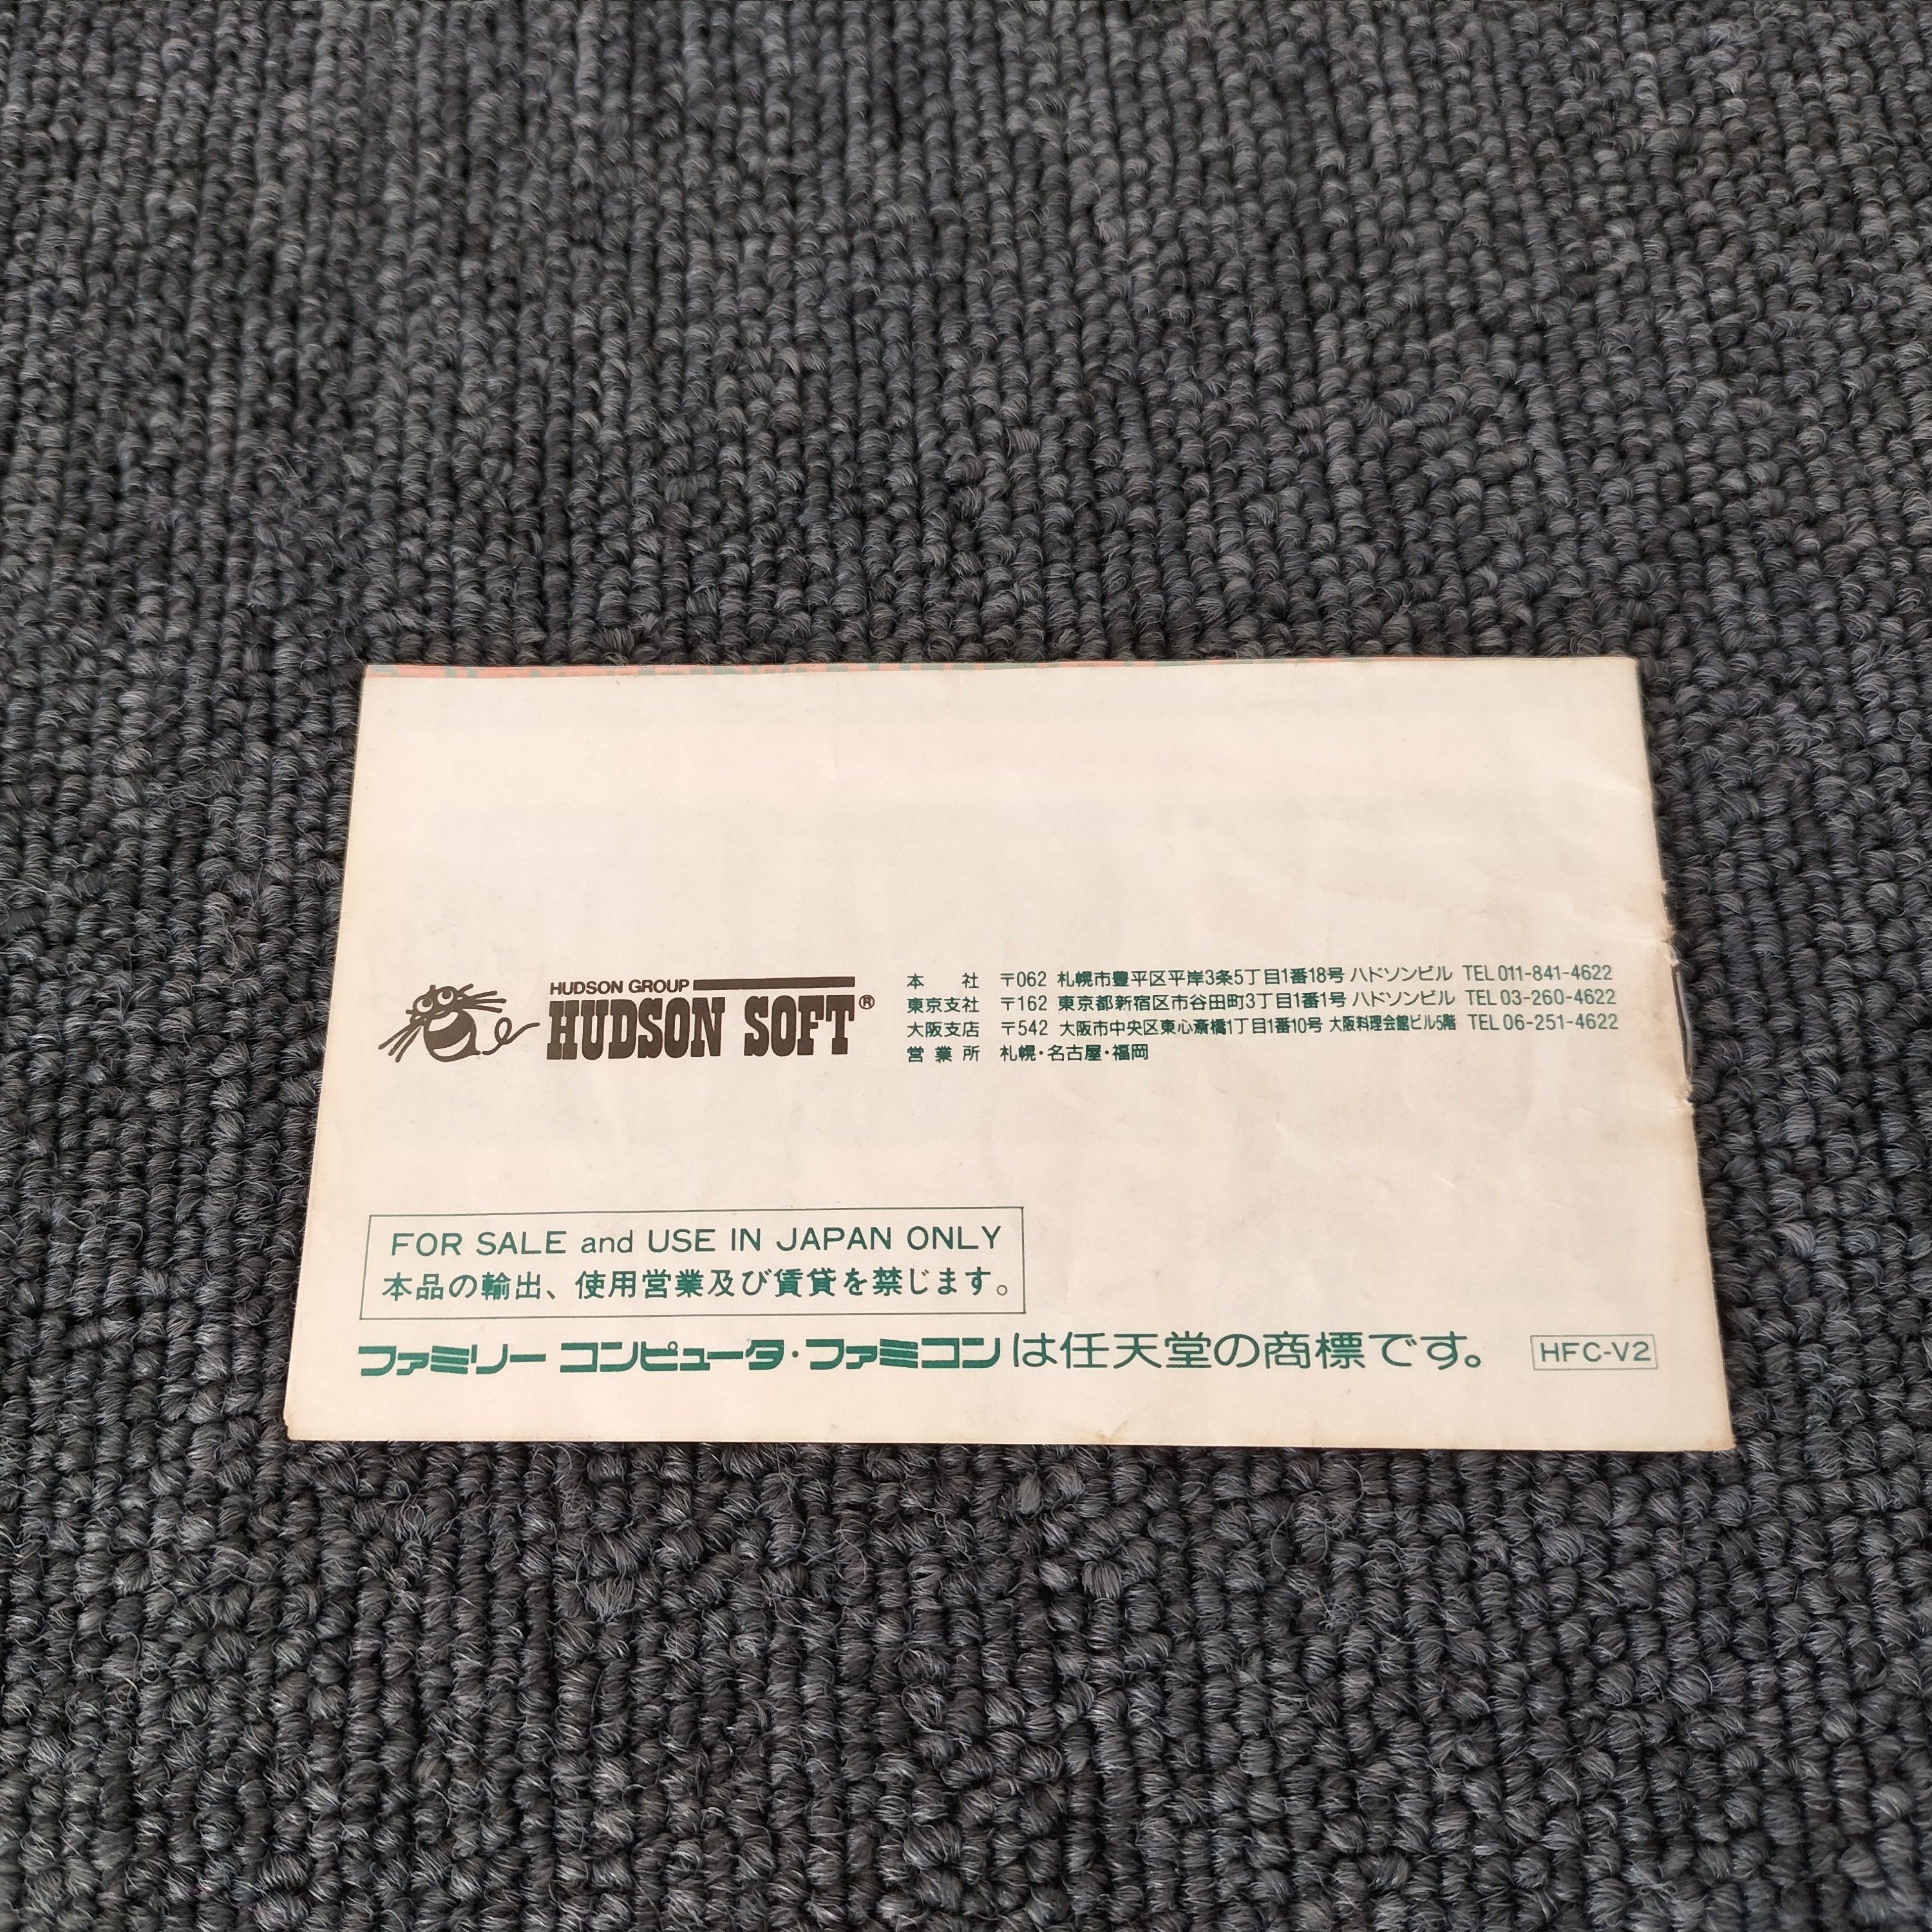 HUDSON GROUP
HUDSON SOFT®
本 社 〒062 札幌市豊平区平岸3条5丁目1番18号 ハドソンビル TEL 011-841-4622
東京支社 〒162 東京都新宿区市谷田町3丁目1番1号 ハドソンビル TEL 03-260-4622
大阪支店 〒542 大阪市中央区東心斎橋1丁目1番10号 大阪料理会館ビル5階 TEL 06-251-4622
営業所 札幌・名古屋・福岡
FOR SALE and USE IN JAPAN ONLY
本品の輸出、使用営業及び賃貸を禁じます。
ファミリー コンピュータ・ファミコンは任天堂の商標です。 HFC-V2